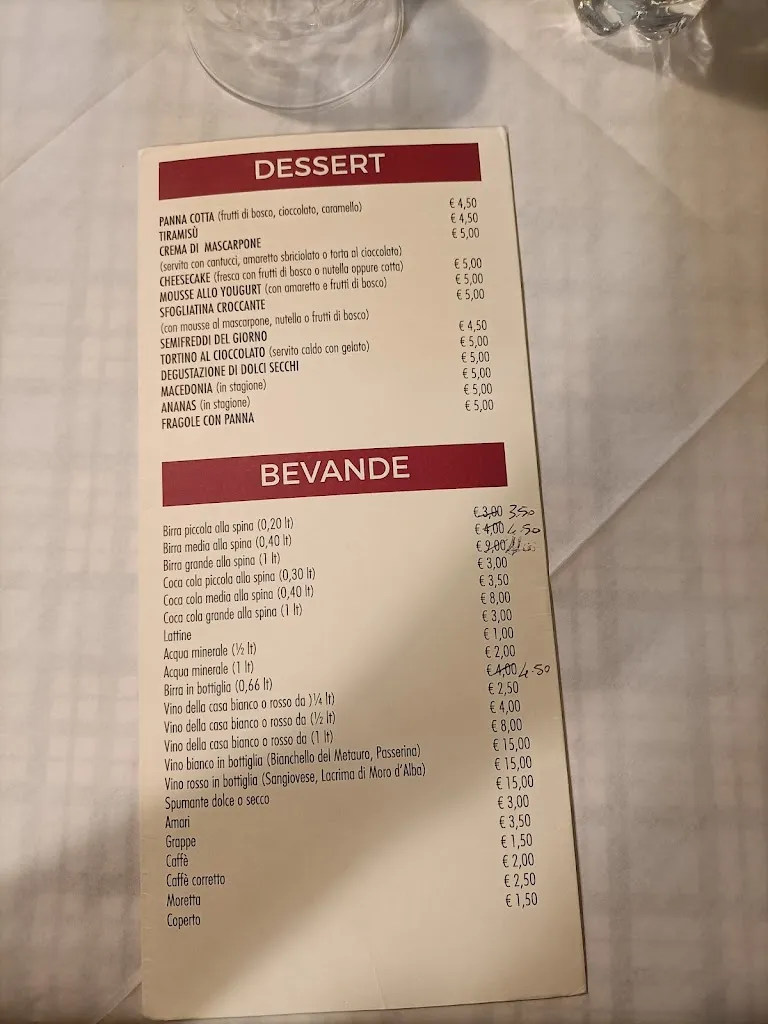 DESSERT
PANNA COTTA (frutti di bosco, cioccolato, caramello) € 4,50
TIRAMISÙ € 4,50
CREMA DI MASCARPONE € 5,00
(servita con cantucci, amaretto sbriciolato o torta al cioccolato)
CHEESECAKE (fresca con frutti di bosco o nutella oppure cotta) € 5,00
MOUSSE ALLO YOUGURT (con amaretto e frutti di bosco) € 5,00
SFOGLIATINA CROCCANTE € 5,00
(con mousse al mascarpone, nutella o frutti di bosco)
SEMIFREDDI DEL GIORNO € 4,50
TORTINO AL CIOCCOLATO (servito caldo con gelato) € 5,00
DEGUSTAZIONE DI DOLCI SECCHI € 5,00
MACEDONIA (in stagione) € 5,00
ANANAS (in stagione) € 5,00
FRAGOLE CON PANNA € 5,00
BEVANDE
Birra piccola alla spina (0,20 lt) € 3,00 3,50
Birra media alla spina (0,40 lt) € 4,00 4,50
Birra grande alla spina (1 lt) € 9,00
Coca cola piccola alla spina (0,30 lt) € 3,00
Coca cola media alla spina (0,40 lt) € 3,50
Coca cola grande alla spina (1 lt) € 8,00
Lattine € 3,00
Acqua minerale (½ lt) € 1,00
Acqua minerale (1 lt) € 2,00
Birra in bottiglia (0,66 lt) € 4,00 4.50
Vino della casa bianco o rosso da )¼ lt) € 2,50
Vino della casa bianco o rosso da (½ lt) € 4,00
Vino della casa bianco o rosso da (1 lt) € 8,00
Vino bianco in bottiglia (Bianchello del Metauro, Passerina) € 15,00
Vino rosso in bottiglia (Sangiovese, Lacrima di Moro d'Alba) € 15,00
Spumante dolce o secco € 15,00
Amari € 3,00
Grappe € 3,50
Caffè € 1,50
Caffè corretto € 2,00
Moretta € 2,50
Coperto € 1,50